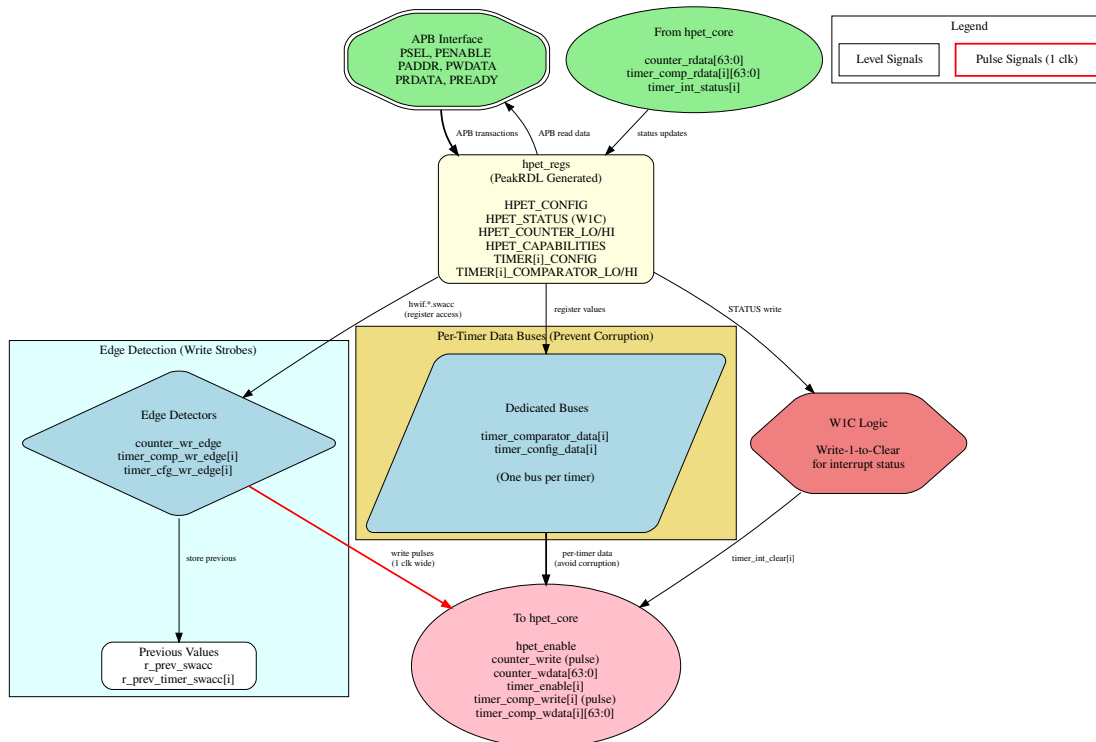 APB Interface
PSEL, PENABLE
PADDR, PWDATA
PRDATA, PREADY
From hpet_core
counter_rdata[63:0]
timer_comp_rdata[i][63:0]
timer_int_status[i]
Legend
Level Signals
Pulse Signals (1 clk)
APB transactions
APB read data
status updates
hpet_regs
(PeakRDL Generated)
HPET_CONFIG
HPET_STATUS (W1C)
HPET_COUNTER_LO/HI
HPET_CAPABILITIES
TIMER[i]_CONFIG
TIMER[i]_COMPARATOR_LO/HI
hwif.*.swacc
(register access)
register values
STATUS write
Edge Detection (Write Strobes)
Edge Detectors
counter_wr_edge
timer_comp_wr_edge[i]
timer_cfg_wr_edge[i]
Per-Timer Data Buses (Prevent Corruption)
Dedicated Buses
timer_comparator_data[i]
timer_config_data[i]
(One bus per timer)
W1C Logic
Write-1-to-Clear
for interrupt status
store previous
write pulses
(1 clk wide)
per-timer data
(avoid corruption)
timer_int_clear[i]
Previous Values
r_prev_swacc
r_prev_timer_swacc[i]
To hpet_core
hpet_enable
counter_write (pulse)
counter_wdata[63:0]
timer_enable[i]
timer_comp_write[i] (pulse)
timer_comp_wdata[i][63:0]